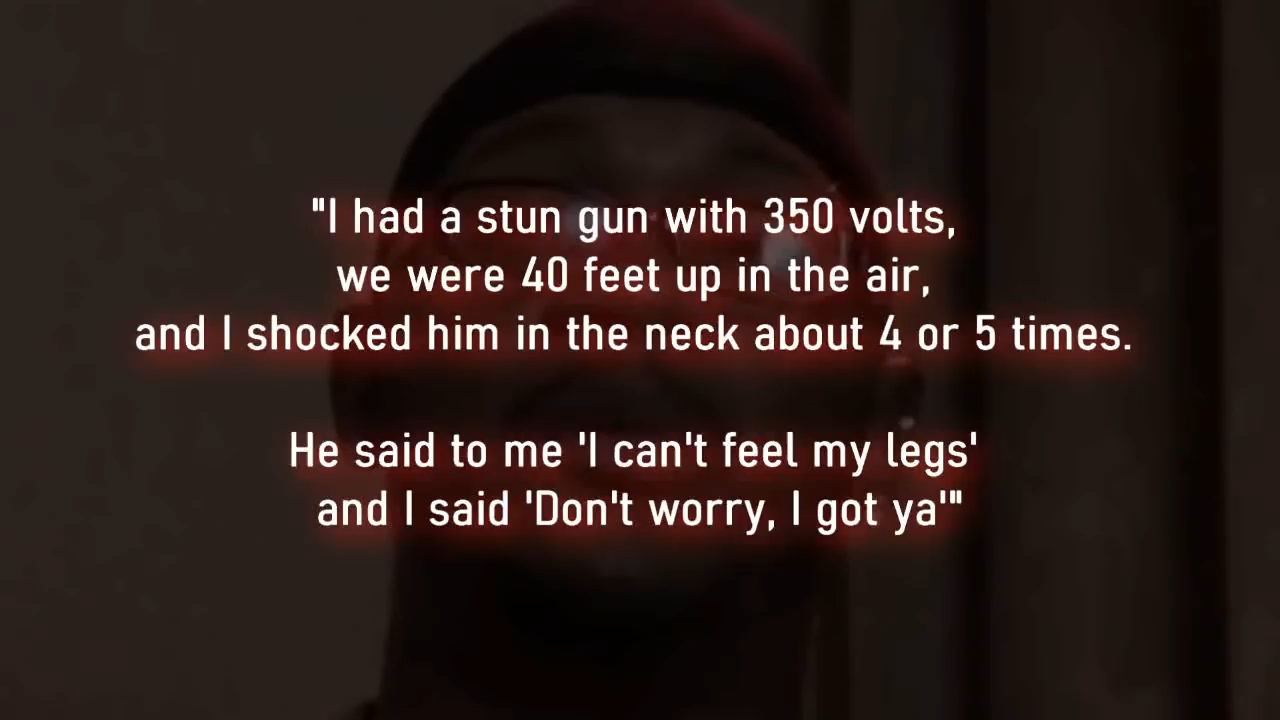 "I had a stun gun with 350 volts,
we were 40 feet up in the air,
and I shocked him in the neck about 4 or 5 times.
He said to me 'I can't feel my legs'
and I said 'Don't worry, I got ya'"